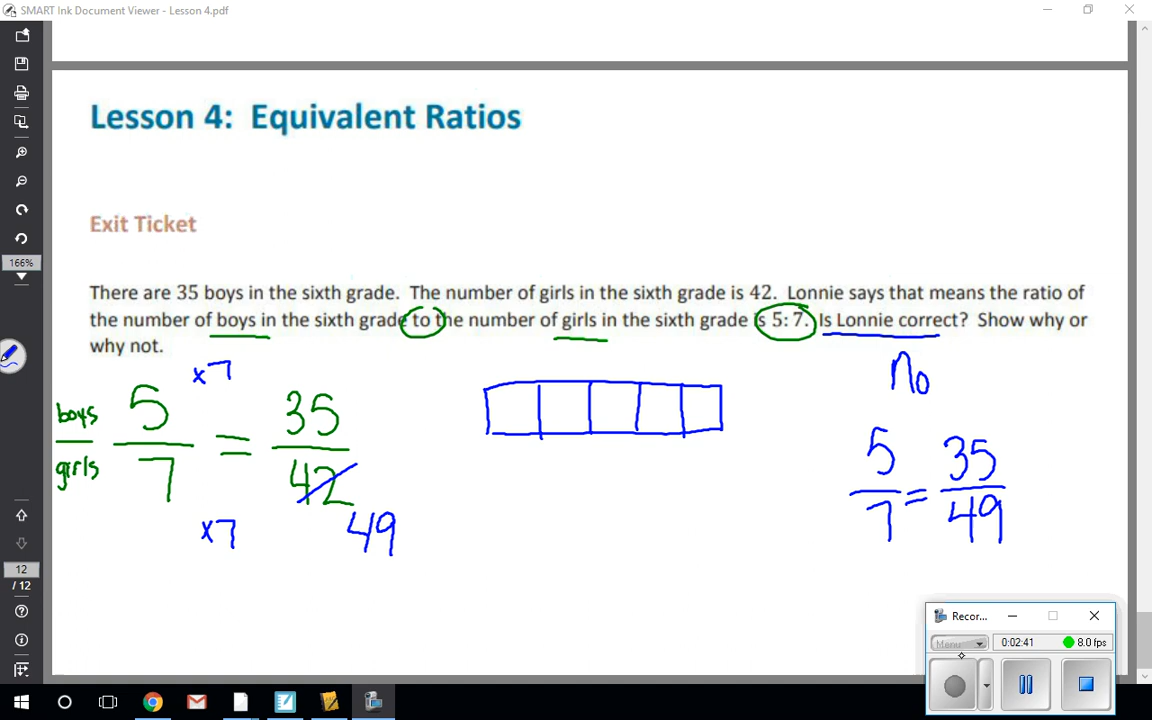 SMART Ink Document Viewer - Lesson 4.pdf
Lesson 4: Equivalent Ratios
Exit Ticket
There are 35 boys in the sixth grade. The number of girls in the sixth grade is 42. Lonnie says that means the ratio of
the number of boys in the sixth grade to the number of girls in the sixth grade is 5:7. Is Lonnie correct? Show why or
why not.
166%
x7
no
boys 5 = 35
girls 7 42
x7 49
5 = 35
7 49
12
/ 12
Recor...
Menu
0:02:41
8.0 fps